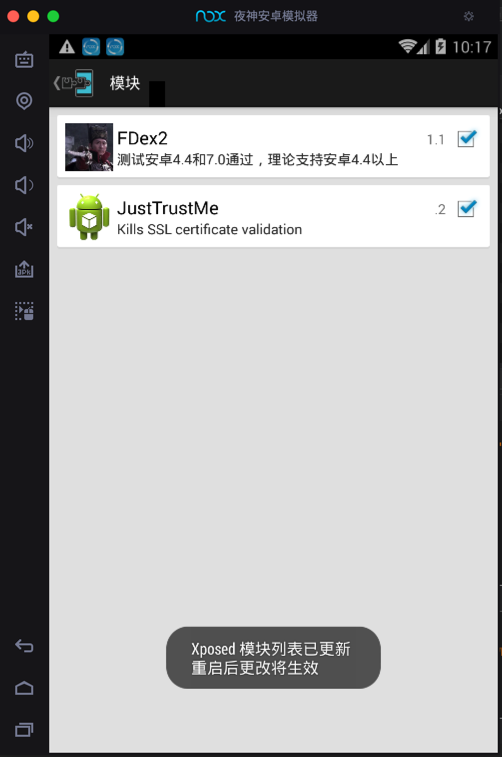 nox 夜神安卓模拟器
10:17
模块
FDex2
1.1
测试安卓4.4和7.0通过，理论支持安卓4.4以上
JustTrustMe
.2
Kills SSL certificate validation
Xposed 模块列表已更新
重启后更改将生效